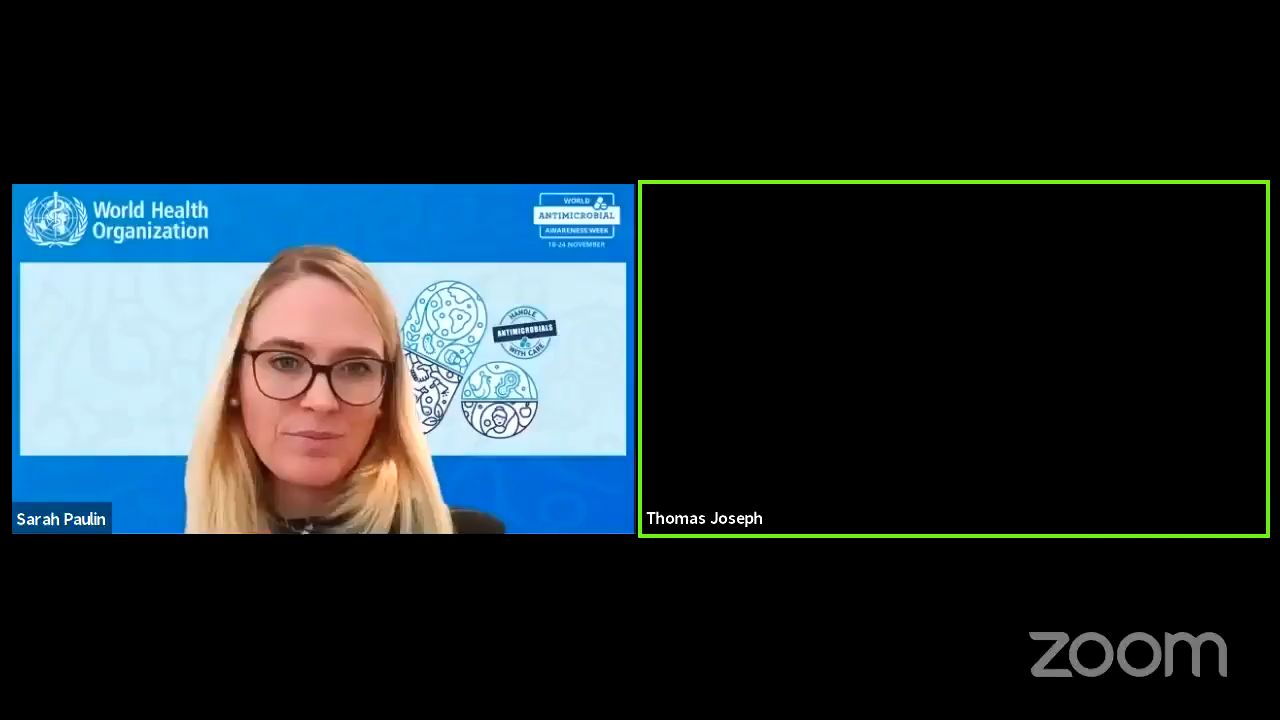 World Health
Organization
WORLD
ANTIMICROBIAL
AWARENESS WEEK
18-24 NOVEMBER
HANDLE
ANTIMICROBIALS
WITH CARE
Sarah Paulin
Thomas Joseph
zoom